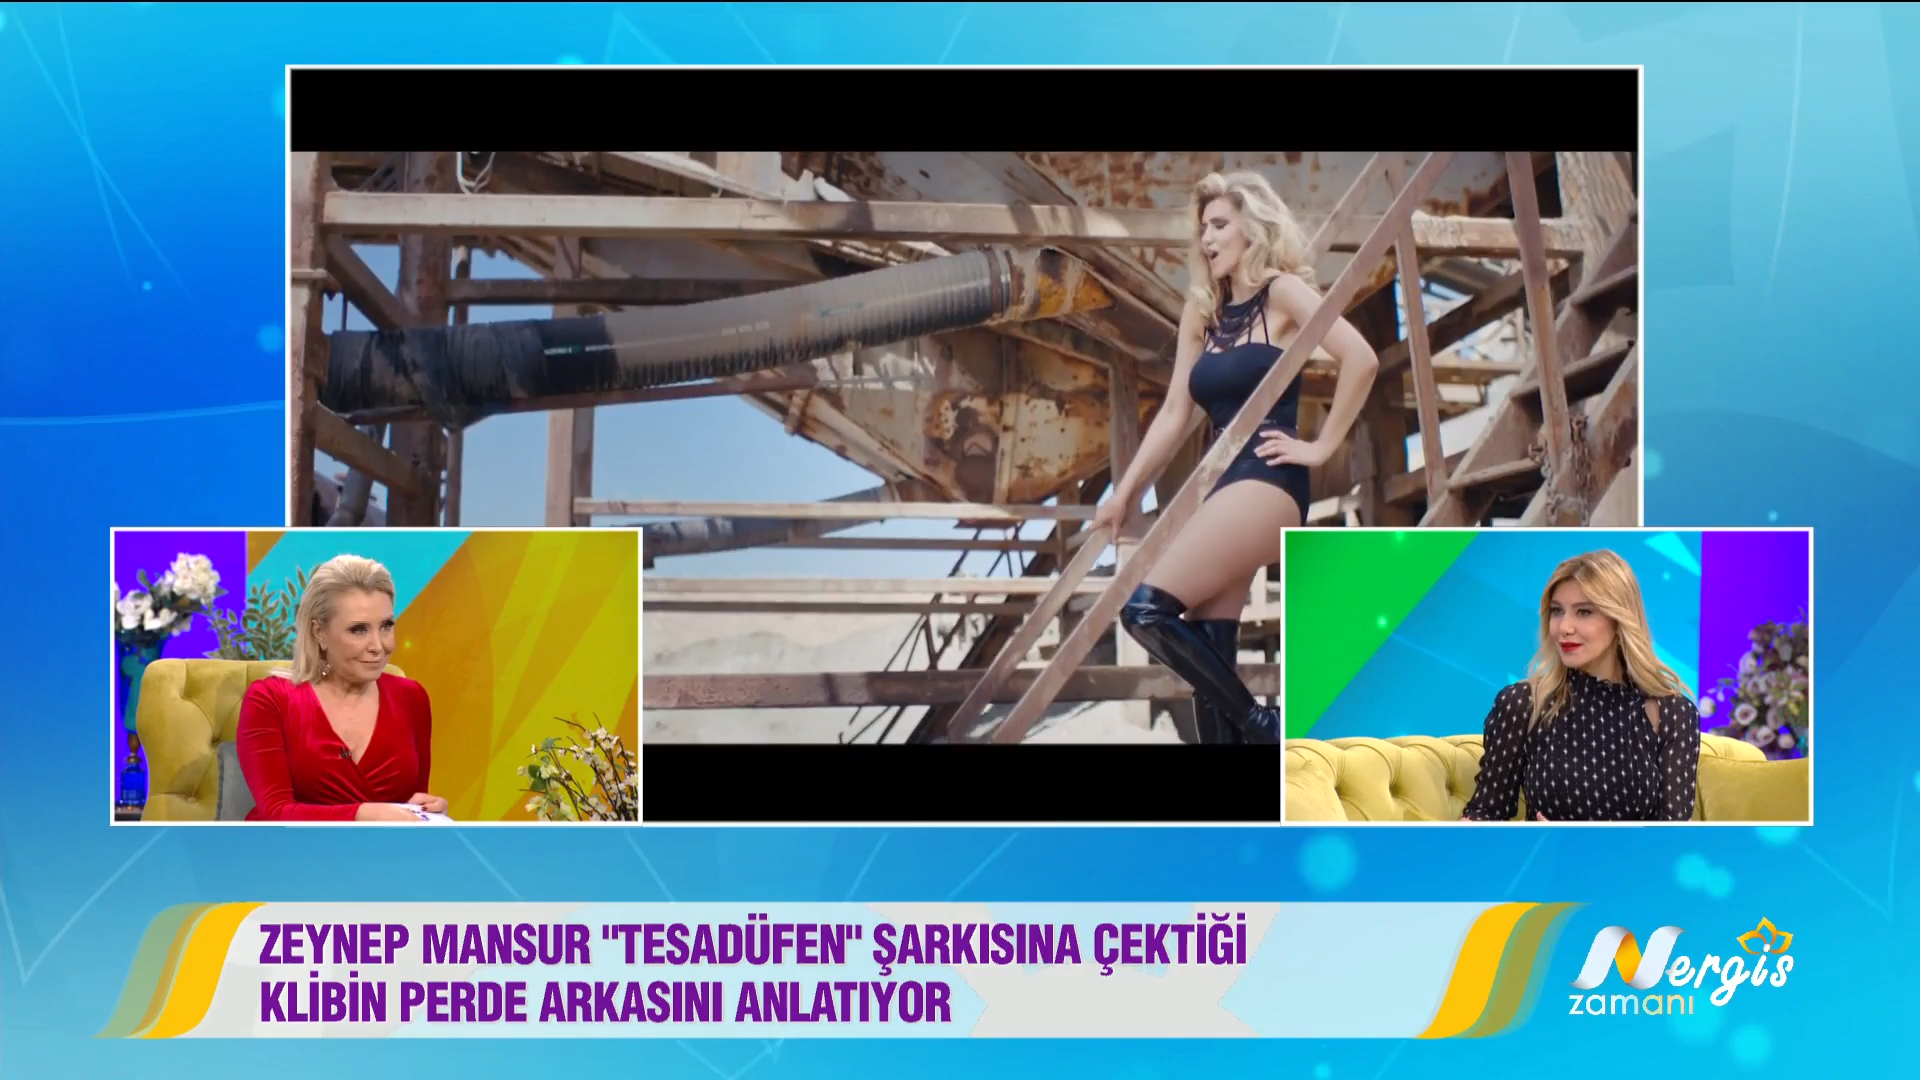 ZEYNEP MANSUR "TESADÜFEN" ŞARKISINA ÇEKTİĞİ
KLİBİN PERDE ARKASINI ANLATIYOR
Nergis
zamanı